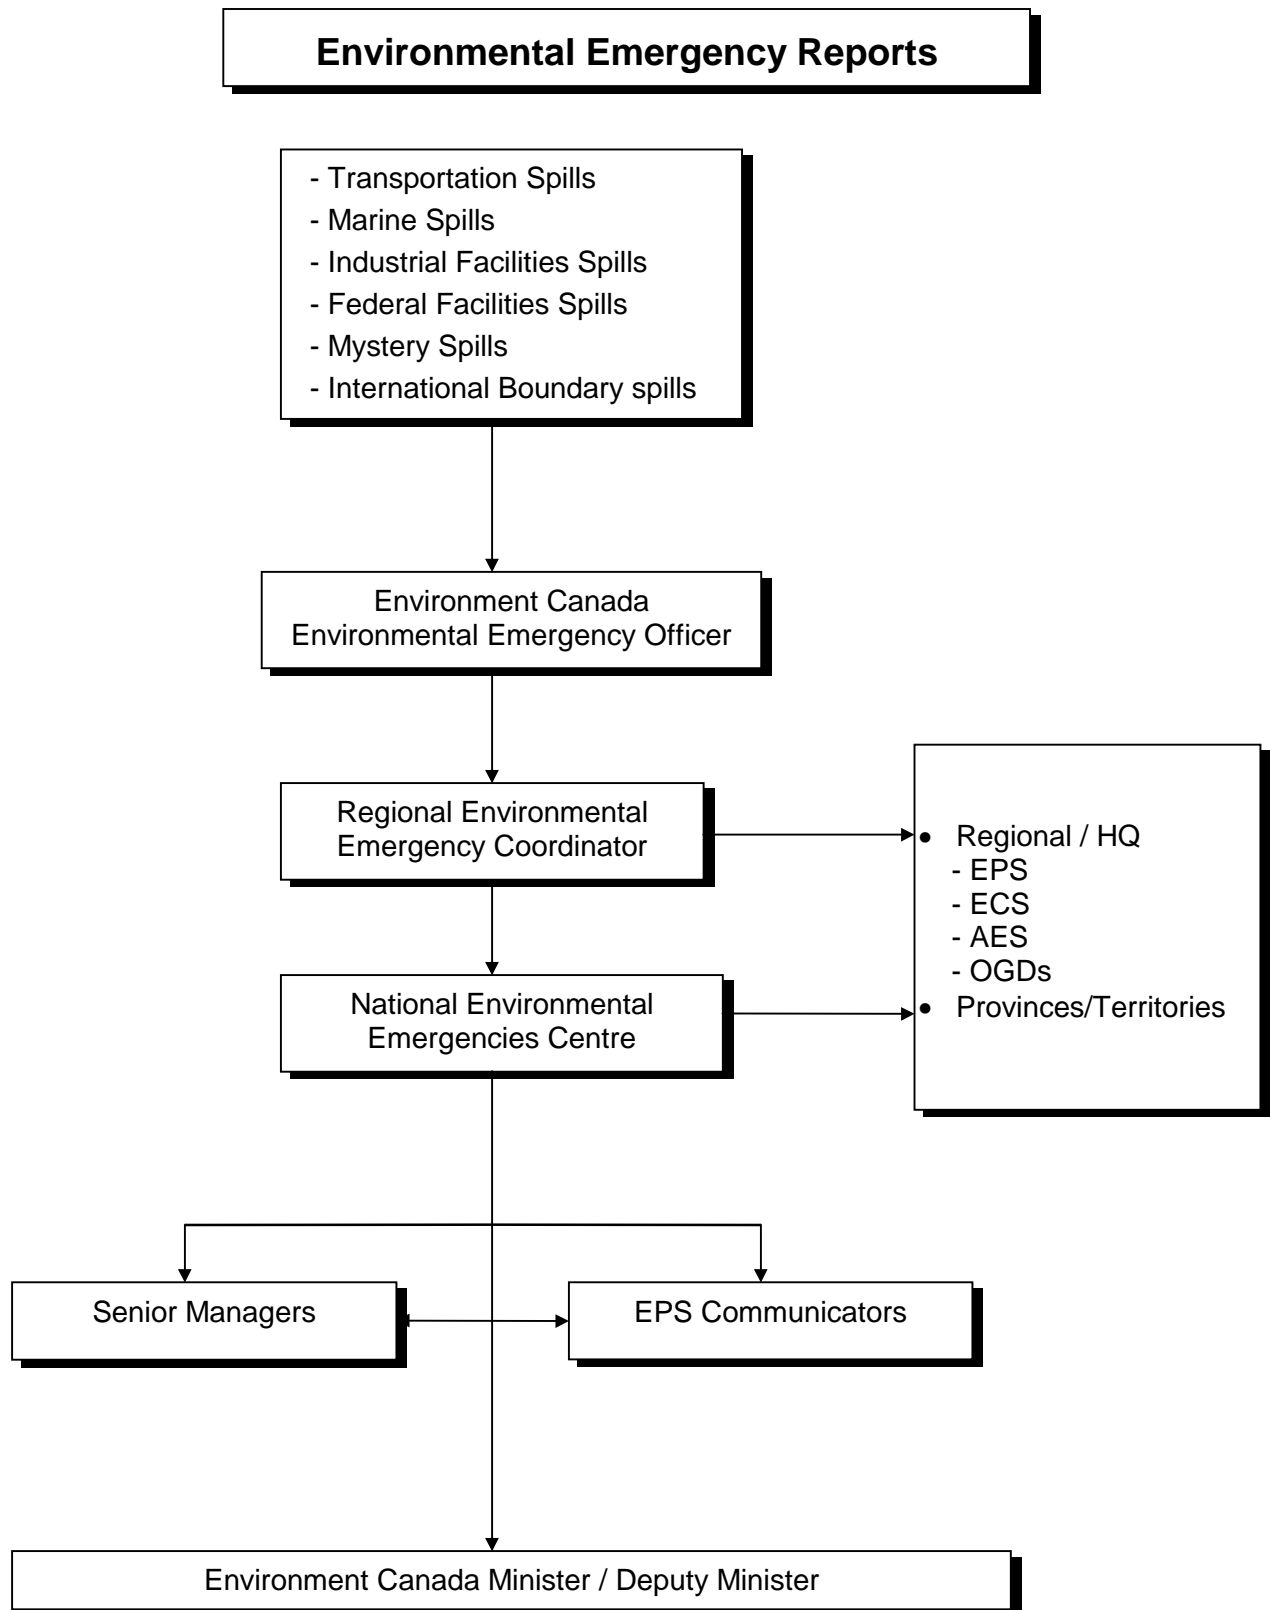 Environmental Emergency Reports
- Transportation Spills
- Marine Spills
- Industrial Facilities Spills
- Federal Facilities Spills
- Mystery Spills
- International Boundary spills
Environment Canada
Environmental Emergency Officer
Regional Environmental
Emergency Coordinator
• Regional / HQ
- EPS
- ECS
- AES
- OGDs
• Provinces/Territories
National Environmental
Emergencies Centre
Senior Managers
EPS Communicators
Environment Canada Minister / Deputy Minister